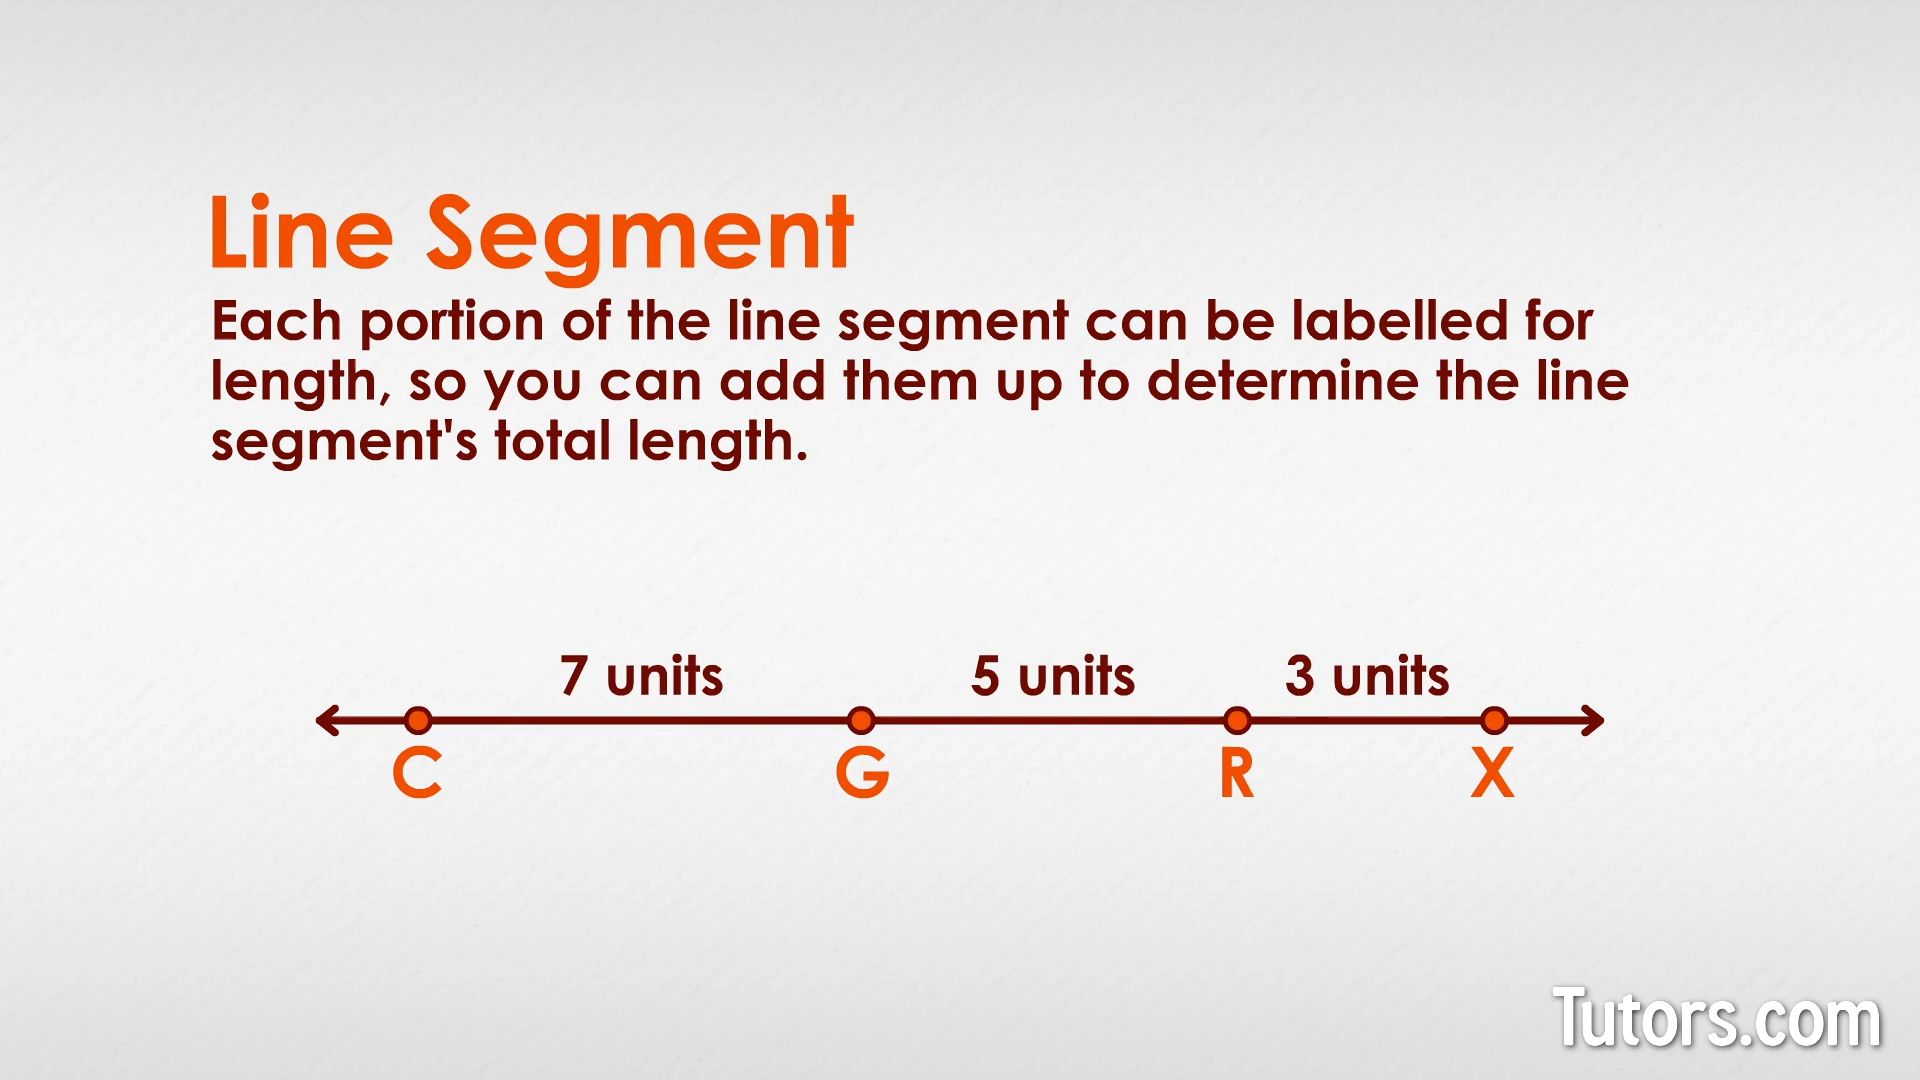 Line Segment
Each portion of the line segment can be labelled for
length, so you can add them up to determine the line
segment's total length.
7 units 5 units 3 units
C G R X
Tutors.com